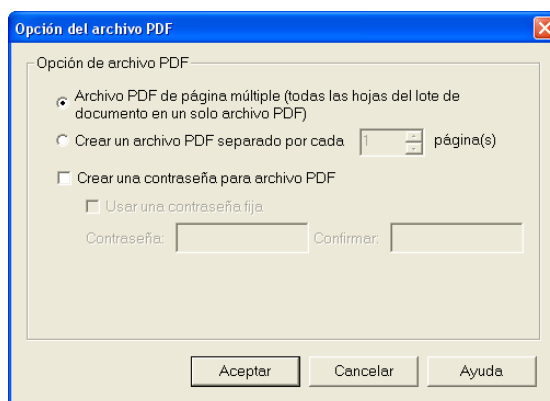 Opción del archivo PDF
Opción de archivo PDF
Archivo PDF de página múltiple (todas las hojas del lote de
documento en un solo archivo PDF)
Crear un archivo PDF separado por cada 1 página(s)
Crear una contraseña para archivo PDF
Usar una contraseña fija
Contraseña: Confirmar:
Aceptar Cancelar Ayuda